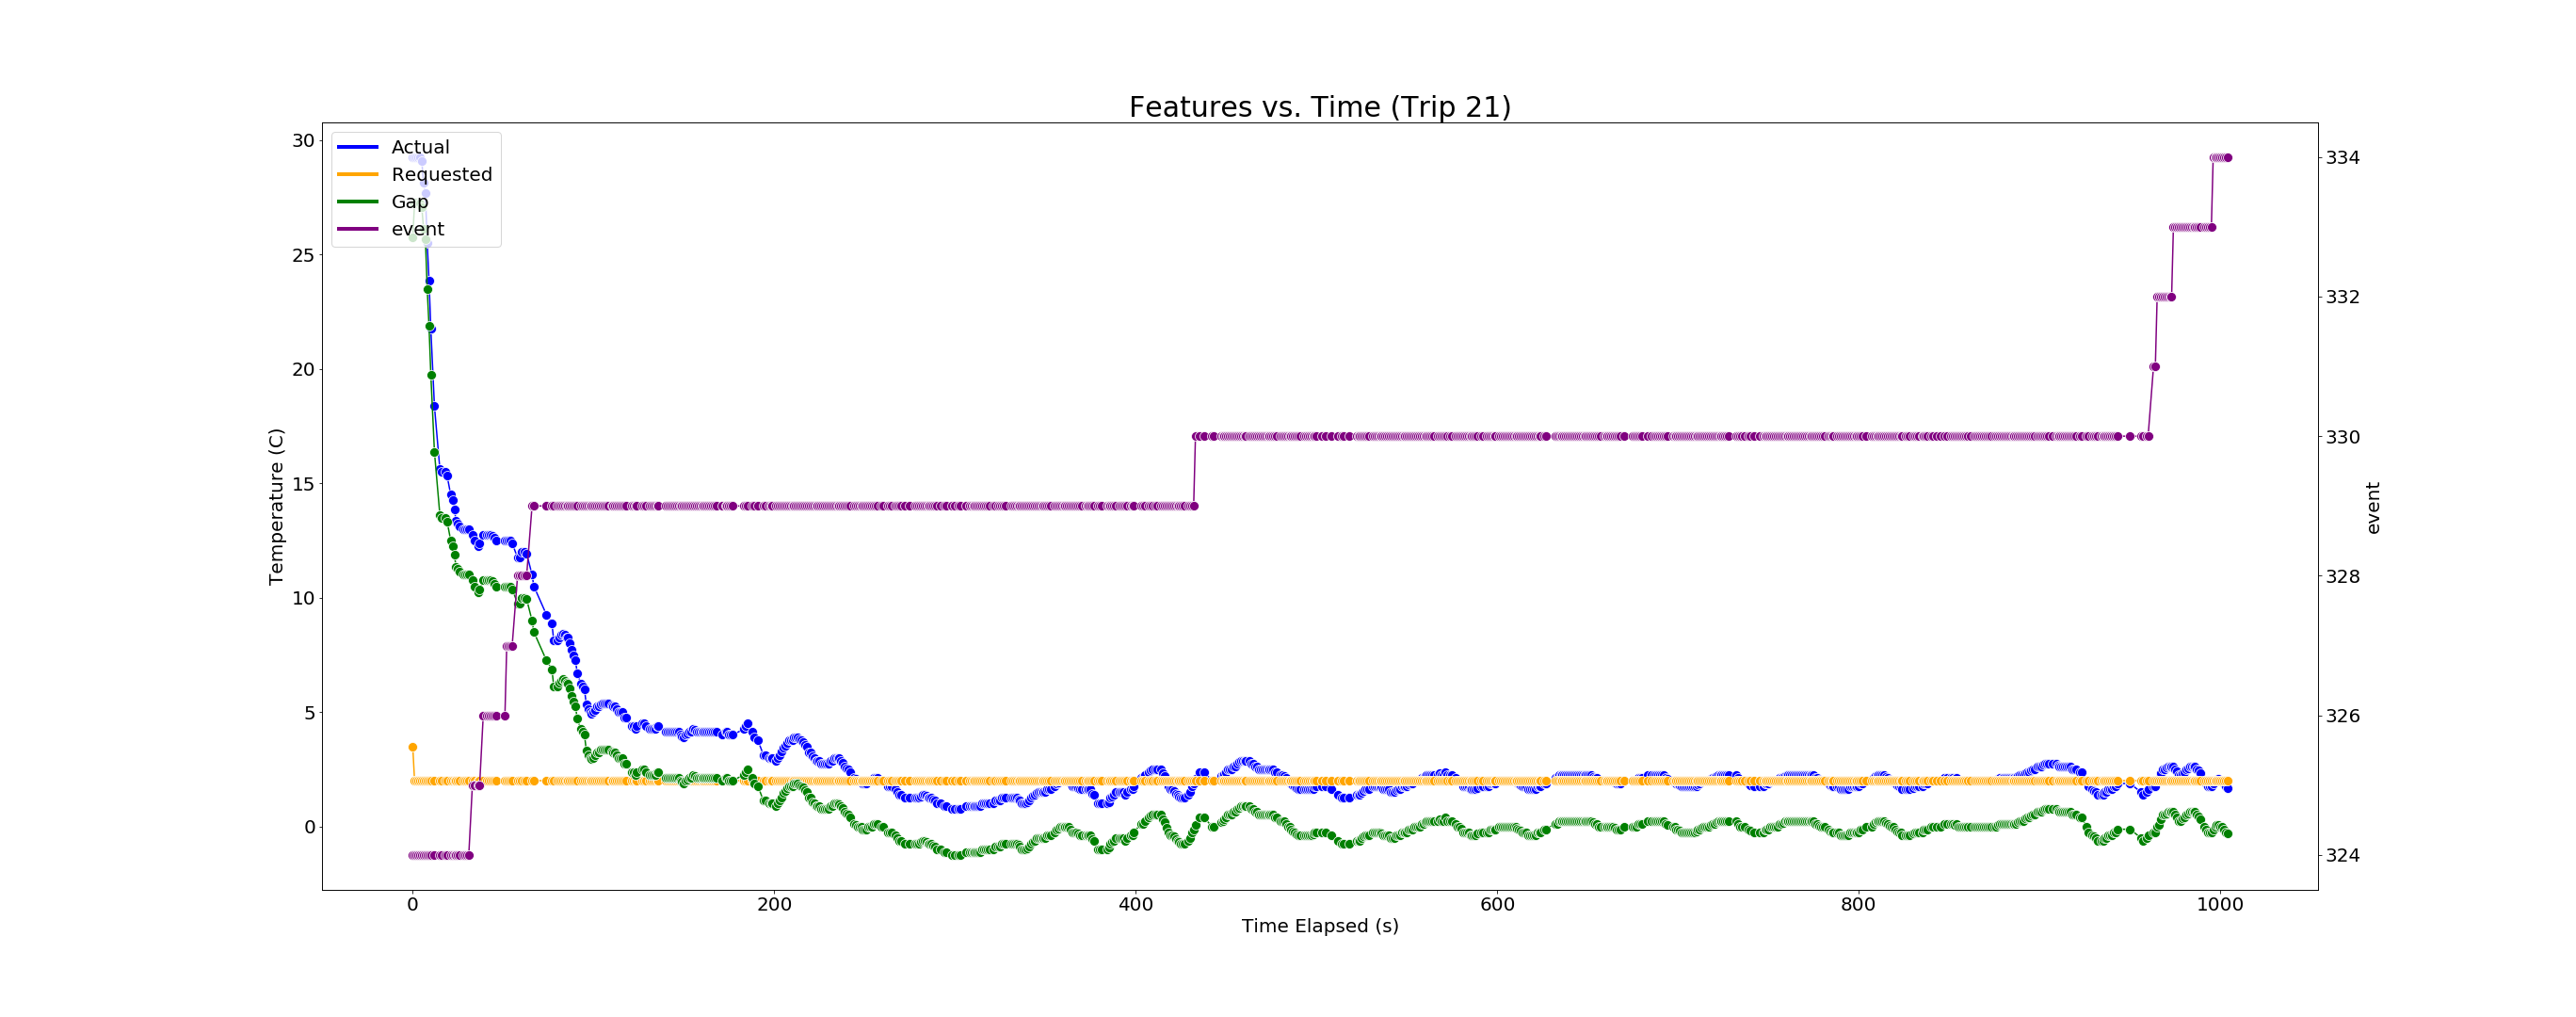 Features vs. Time (Trip 21)
Actual
Requested
Gap
event
30
25
20
15
10
5
0
Temperature (C)
334
332
330
328
326
324
event
0 200 400 600 800 1000
Time Elapsed (s)